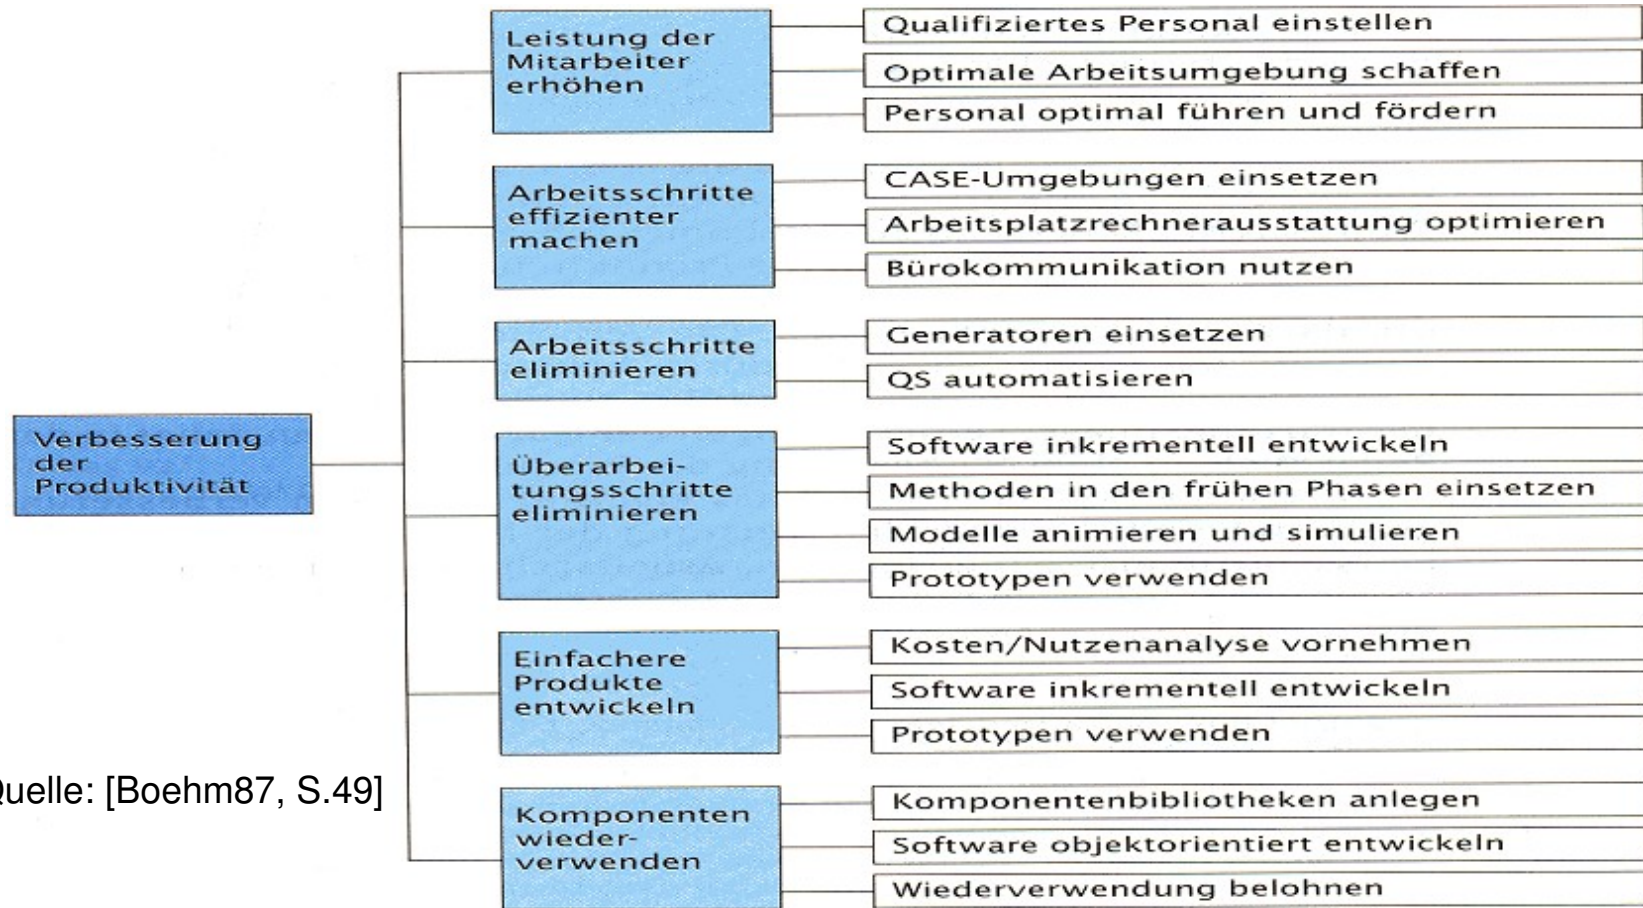 Verbesserung
der
Produktivität
Leistung der
Mitarbeiter
erhöhen
Qualifiziertes Personal einstellen
Optimale Arbeitsumgebung schaffen
Personal optimal führen und fördern
Arbeitsschritte
effizienter
machen
CASE-Umgebungen einsetzen
Arbeitsplatzrechnerausstattung optimieren
Bürokommunikation nutzen
Arbeitsschritte
eliminieren
Generatoren einsetzen
QS automatisieren
Überarbei-
tungsschritte
eliminieren
Software inkrementell entwickeln
Methoden in den frühen Phasen einsetzen
Modelle animieren und simulieren
Prototypen verwenden
Einfachere
Produkte
entwickeln
Kosten/Nutzenanalyse vornehmen
Software inkrementell entwickeln
Prototypen verwenden
Komponenten
wieder-
verwenden
Komponentenbibliotheken anlegen
Software objektorientiert entwickeln
Wiederverwendung belohnen
Quelle: [Boehm87, S.49]